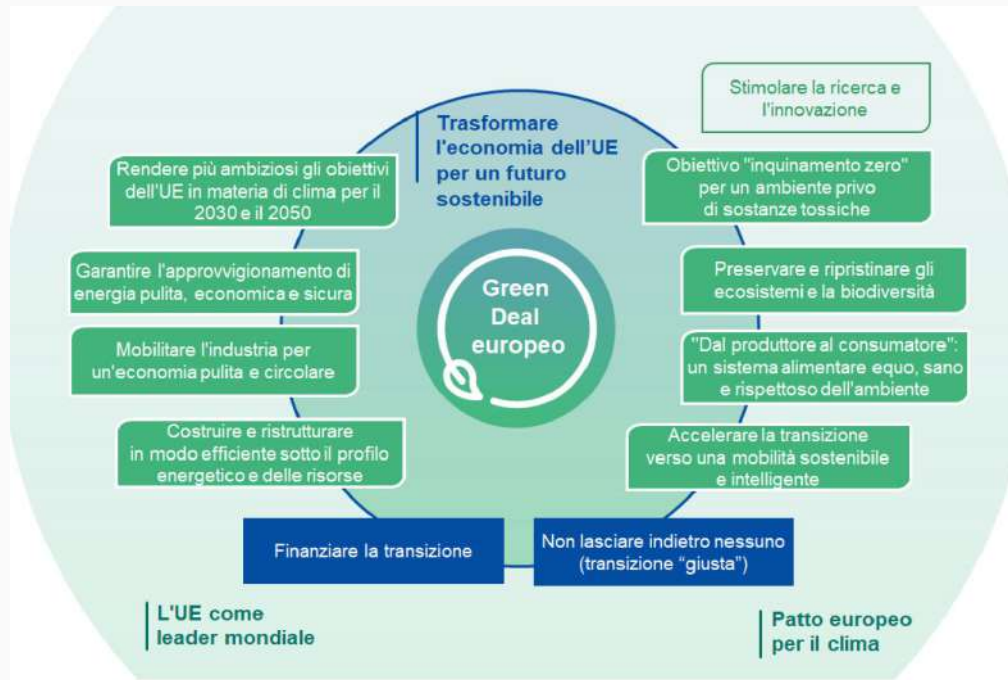 Stimolare la ricerca e
l'innovazione
Trasformare
l'economia dell'UE
per un futuro
sostenibile
Rendere più ambiziosi gli obiettivi
dell'UE in materia di clima per il
2030 e il 2050
Obiettivo "inquinamento zero"
per un ambiente privo
di sostanze tossiche
Garantire l'approvvigionamento di
energia pulita, economica e sicura
Preservare e ripristinare gli
ecosistemi e la biodiversità
Green
Deal
europeo
Mobilitare l'industria per
un'economia pulita e circolare
"Dal produttore al consumatore":
un sistema alimentare equo, sano
e rispettoso dell'ambiente
Costruire e ristrutturare
in modo efficiente sotto il profilo
energetico e delle risorse
Accelerare la transizione
verso una mobilità sostenibile
e intelligente
Finanziare la transizione
Non lasciare indietro nessuno
(transizione “giusta”)
L'UE come
leader mondiale
Patto europeo
per il clima